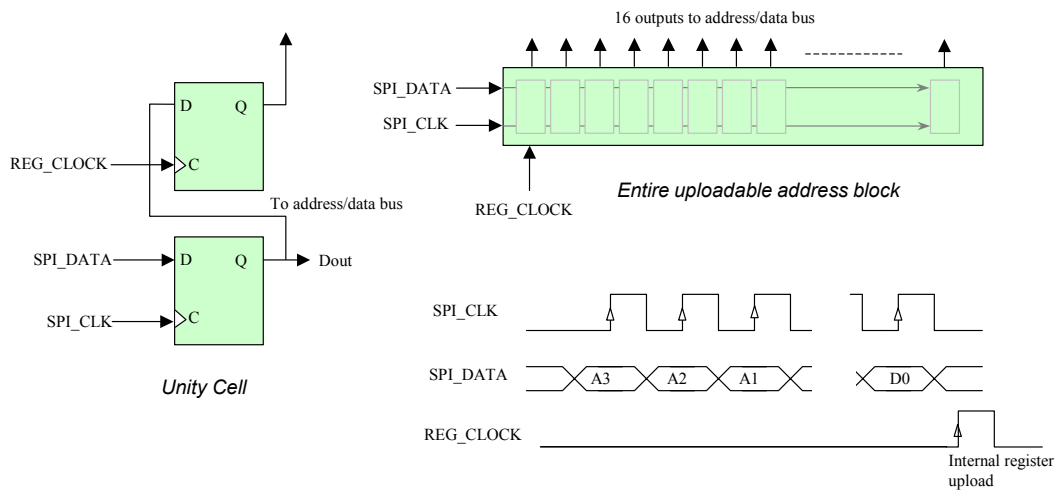 D Q
REG_CLOCK
C
To address/data bus
SPI_DATA
D Q
Dout
SPI_CLK
C
Unity Cell
16 outputs to address/data bus
SPI_DATA
SPI_CLK
REG_CLOCK
Entire uploadable address block
SPI_CLK
SPI_DATA
A3 A2 A1 D0
REG_CLOCK
Internal register
upload